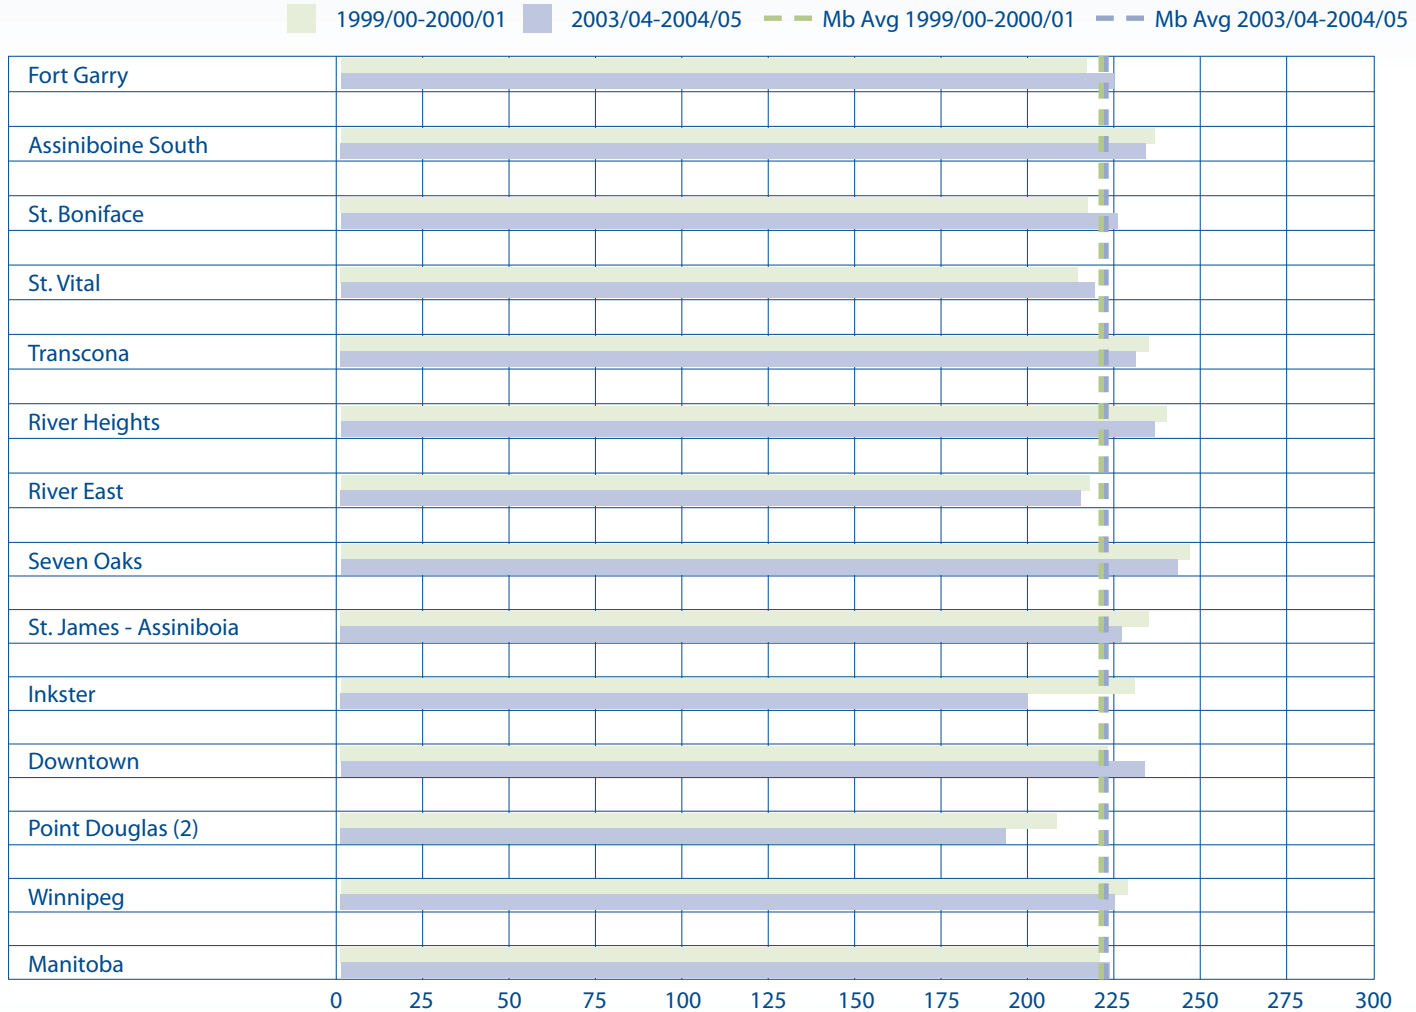 1999/00-2000/01 2003/04-2004/05 Mb Avg 1999/00-2000/01 Mb Avg 2003/04-2004/05
Fort Garry
Assiniboine South
St. Boniface
St. Vital
Transcona
River Heights
River East
Seven Oaks
St. James - Assiniboia
Inkster
Downtown
Point Douglas (2)
Winnipeg
Manitoba
0 25 50 75 100 125 150 175 200 225 250 275 300